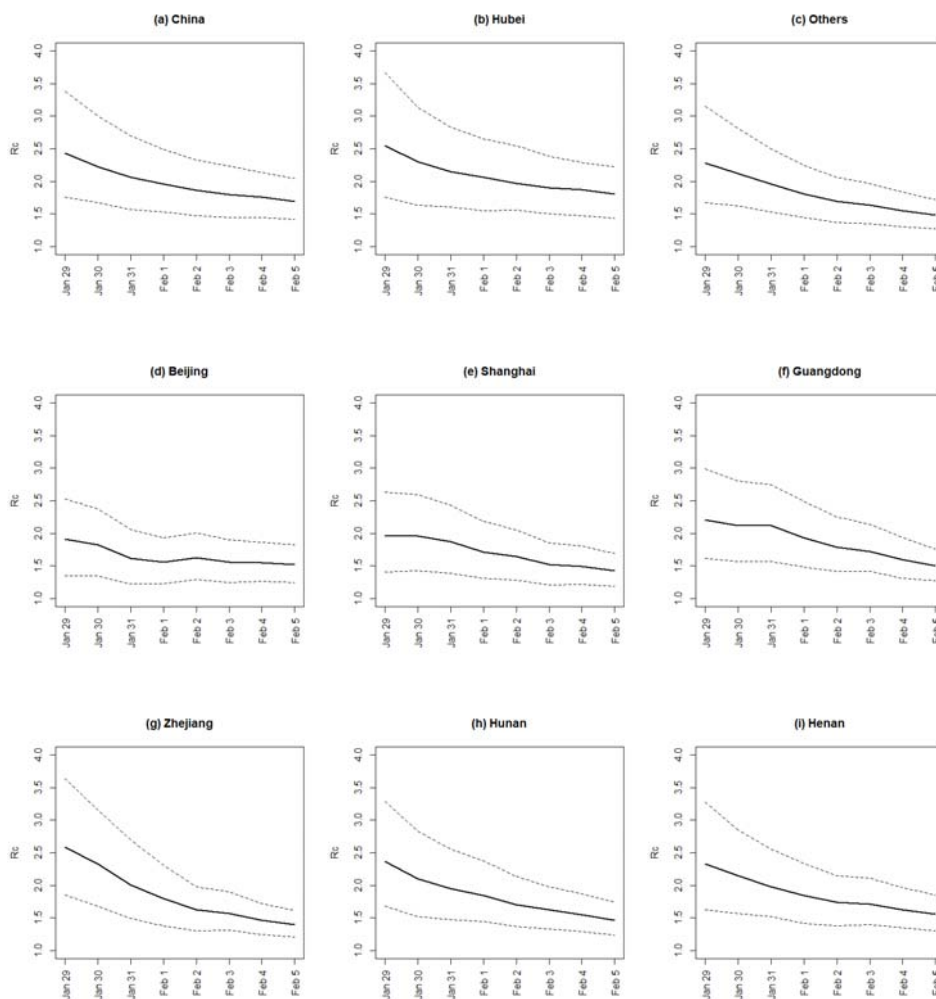 (a) China
(b) Hubei
(c) Others
Rc
4.0
3.5
3.0
2.5
2.0
1.5
1.0
Jan 29
Jan 30
Jan 31
Feb 1
Feb 2
Feb 3
Feb 4
Feb 5
Rc
4.0
3.5
3.0
2.5
2.0
1.5
1.0
Jan 29
Jan 30
Jan 31
Feb 1
Feb 2
Feb 3
Feb 4
Feb 5
Rc
4.0
3.5
3.0
2.5
2.0
1.5
1.0
Jan 29
Jan 30
Jan 31
Feb 1
Feb 2
Feb 3
Feb 4
Feb 5
(d) Beijing
(e) Shanghai
(f) Guangdong
Rc
4.0
3.5
3.0
2.5
2.0
1.5
1.0
Jan 29
Jan 30
Jan 31
Feb 1
Feb 2
Feb 3
Feb 4
Feb 5
Rc
4.0
3.5
3.0
2.5
2.0
1.5
1.0
Jan 29
Jan 30
Jan 31
Feb 1
Feb 2
Feb 3
Feb 4
Feb 5
Rc
4.0
3.5
3.0
2.5
2.0
1.5
1.0
Jan 29
Jan 30
Jan 31
Feb 1
Feb 2
Feb 3
Feb 4
Feb 5
(g) Zhejiang
(h) Hunan
(i) Henan
Rc
4.0
3.5
3.0
2.5
2.0
1.5
1.0
Jan 29
Jan 30
Jan 31
Feb 1
Feb 2
Feb 3
Feb 4
Feb 5
Rc
4.0
3.5
3.0
2.5
2.0
1.5
1.0
Jan 29
Jan 30
Jan 31
Feb 1
Feb 2
Feb 3
Feb 4
Feb 5
Rc
4.0
3.5
3.0
2.5
2.0
1.5
1.0
Jan 29
Jan 30
Jan 31
Feb 1
Feb 2
Feb 3
Feb 4
Feb 5